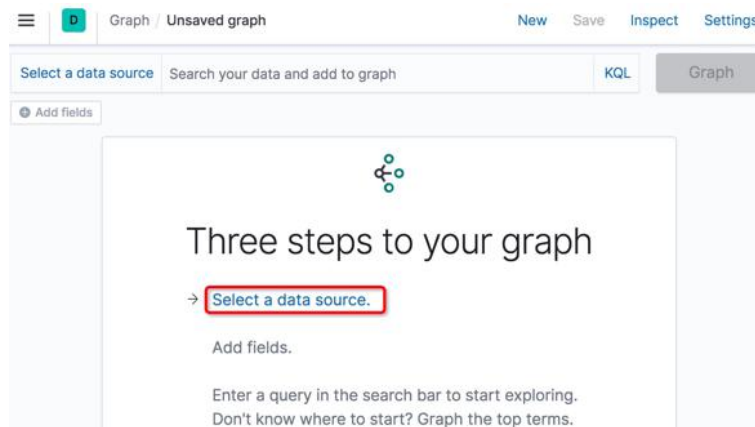 D Graph / Unsaved graph New Save Inspect Settings
Select a data source Search your data and add to graph KQL Graph
Add fields
Three steps to your graph
→ Select a data source.
Add fields.
Enter a query in the search bar to start exploring.
Don't know where to start? Graph the top terms.